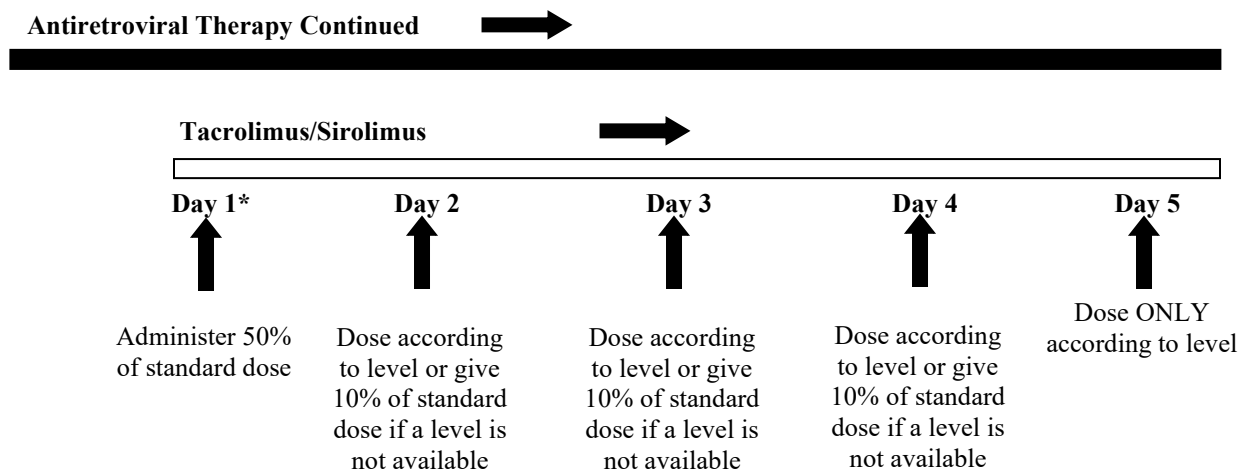 Antiretroviral Therapy Continued
Tacrolimus/Sirolimus
Day 1*
Day 2
Day 3
Day 4
Day 5
Administer 50%
of standard dose
Dose according
to level or give
10% of standard
dose if a level is
not available
Dose according
to level or give
10% of standard
dose if a level is
not available
Dose according
to level or give
10% of standard
dose if a level is
not available
Dose ONLY
according to level